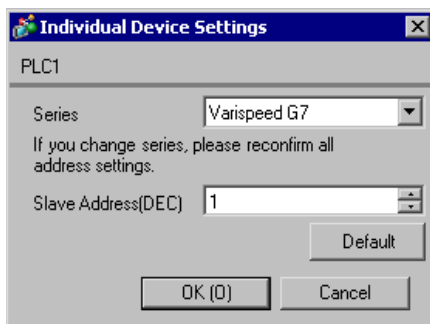 Individual Device Settings
PLC1
Series
Varispeed G7
If you change series, please reconfirm all
address settings.
Slave Address(DEC)
1
Default
OK (O)
Cancel